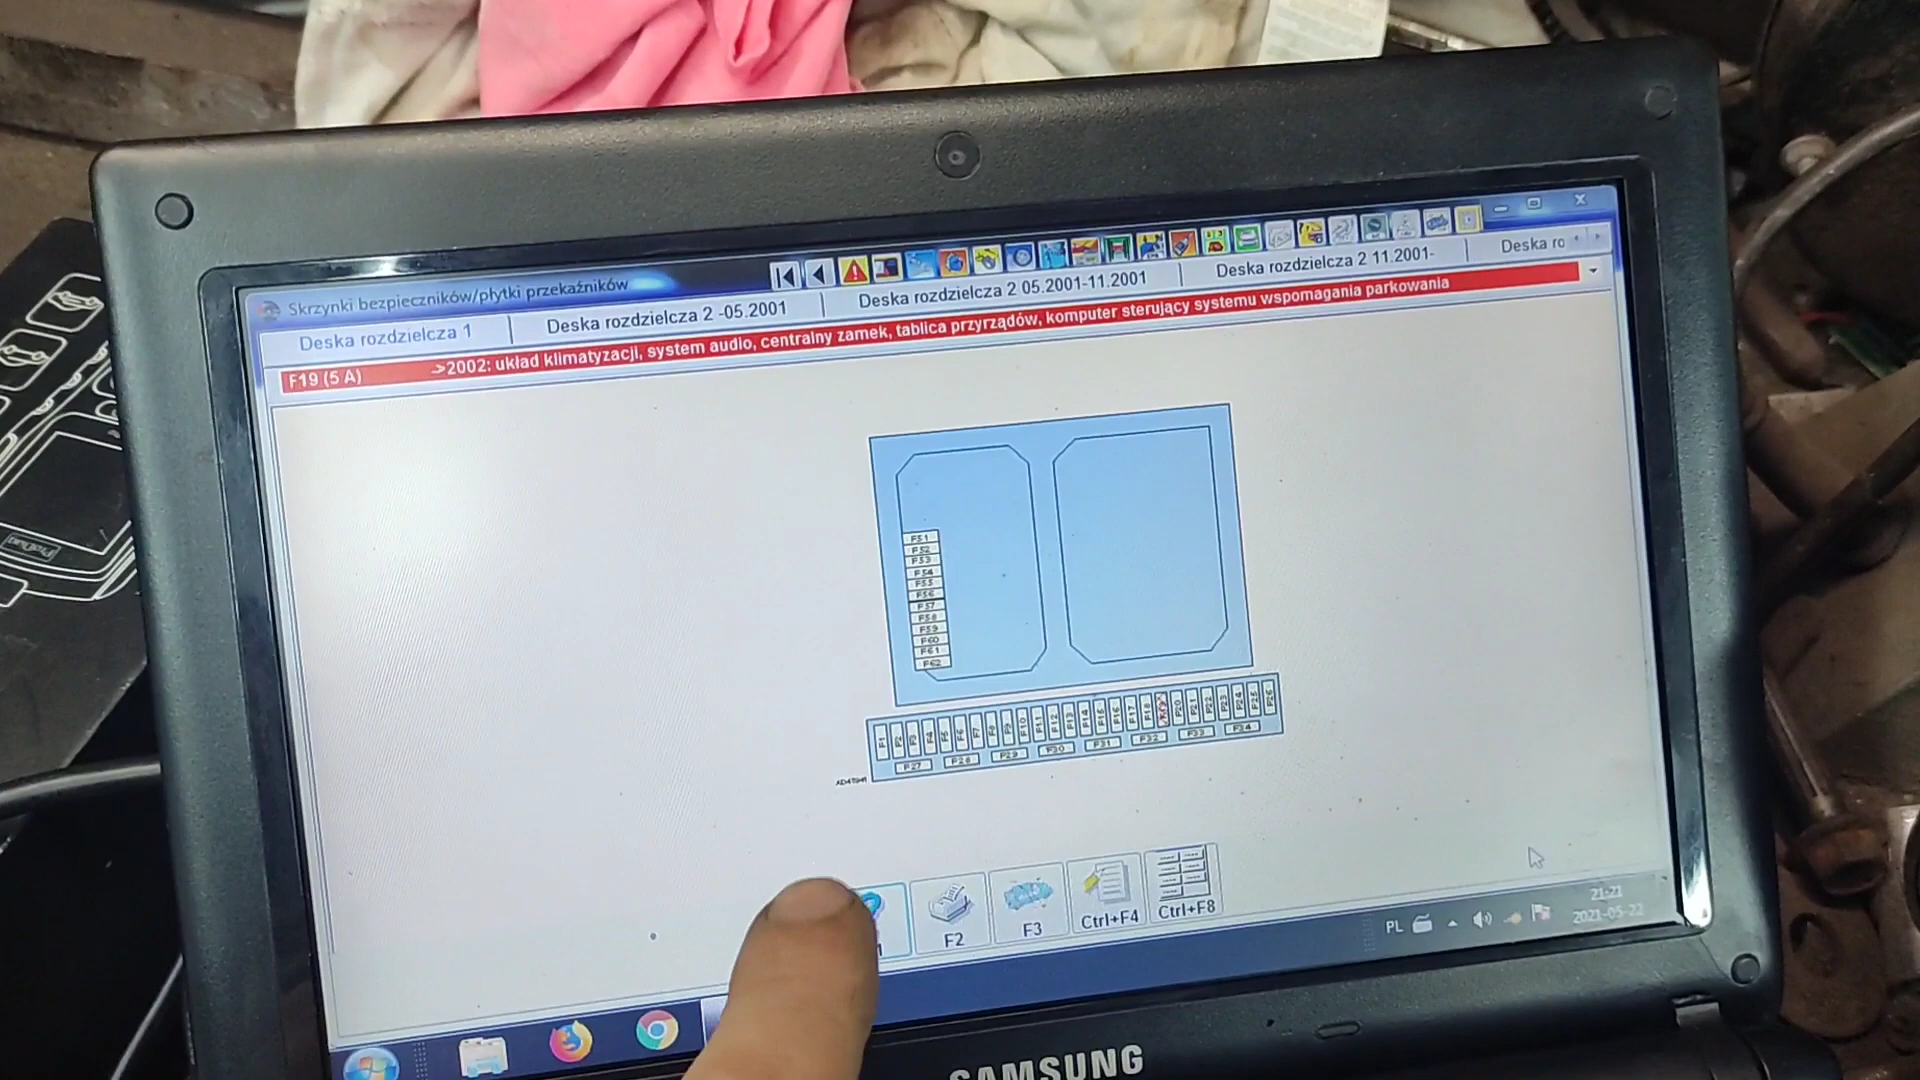 Skrzynki bezpieczników/płytki przekaźników
Deska rozdzielcza 1
Deska rozdzielcza 2 -05.2001
Deska rozdzielcza 2 05.2001-11.2001
Deska rozdzielcza 2 11.2001-
Deska ro
F19 (5 A)
->2002: układ klimatyzacji, system audio, centralny zamek, tablica przyrządów, komputer sterujący systemu wspomagania parkowania
F51
F52
F53
F54
F55
F56
F57
F58
F59
F60
F61
F62
F1 F2 F3 F4 F5 F6 F7 F8 F9 F10 F11 F12 F13 F14 F15 F16 F17 F18 F20 F21 F22 F23 F24 F25 F26
F27 F28 F29 F30 F31 F32 F33 F34
F2
F3
Ctrl+F4
Ctrl+F8
PL
21:21
2021-05-22
SAMSUNG